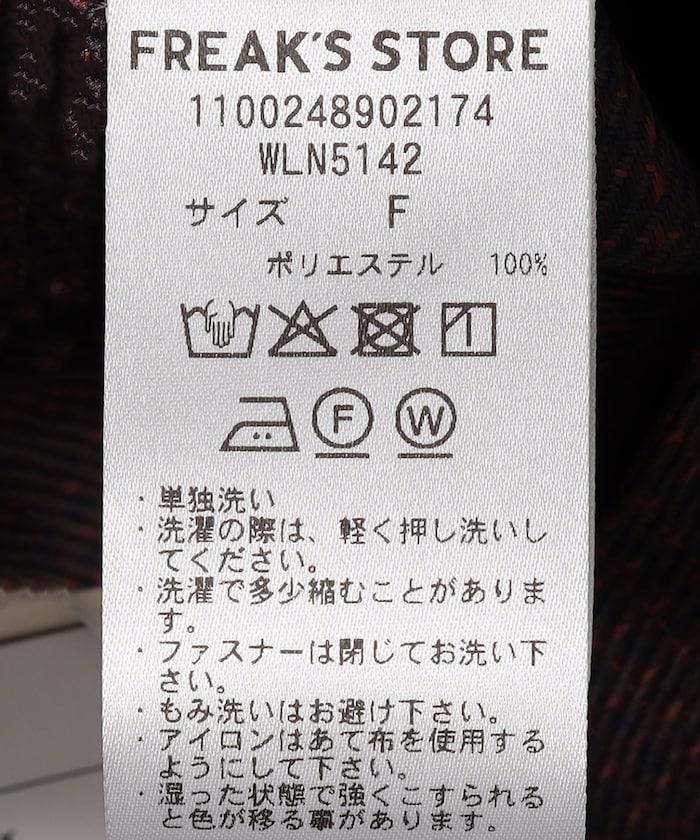 FREAK'S STORE
1100248902174
WLN5142
サイズ F
ポリエステル 100%
F W
・単独洗い
・洗濯の際は、軽く押し洗いし
てください。
・洗濯で多少縮むことがありま
す。
・ファスナーは閉じてお洗い下
さい。
・もみ洗いはお避け下さい。
・アイロンはあて布を使用する
ようにして下さい。
・湿った状態で強くこすられる
と色が移る事があります。